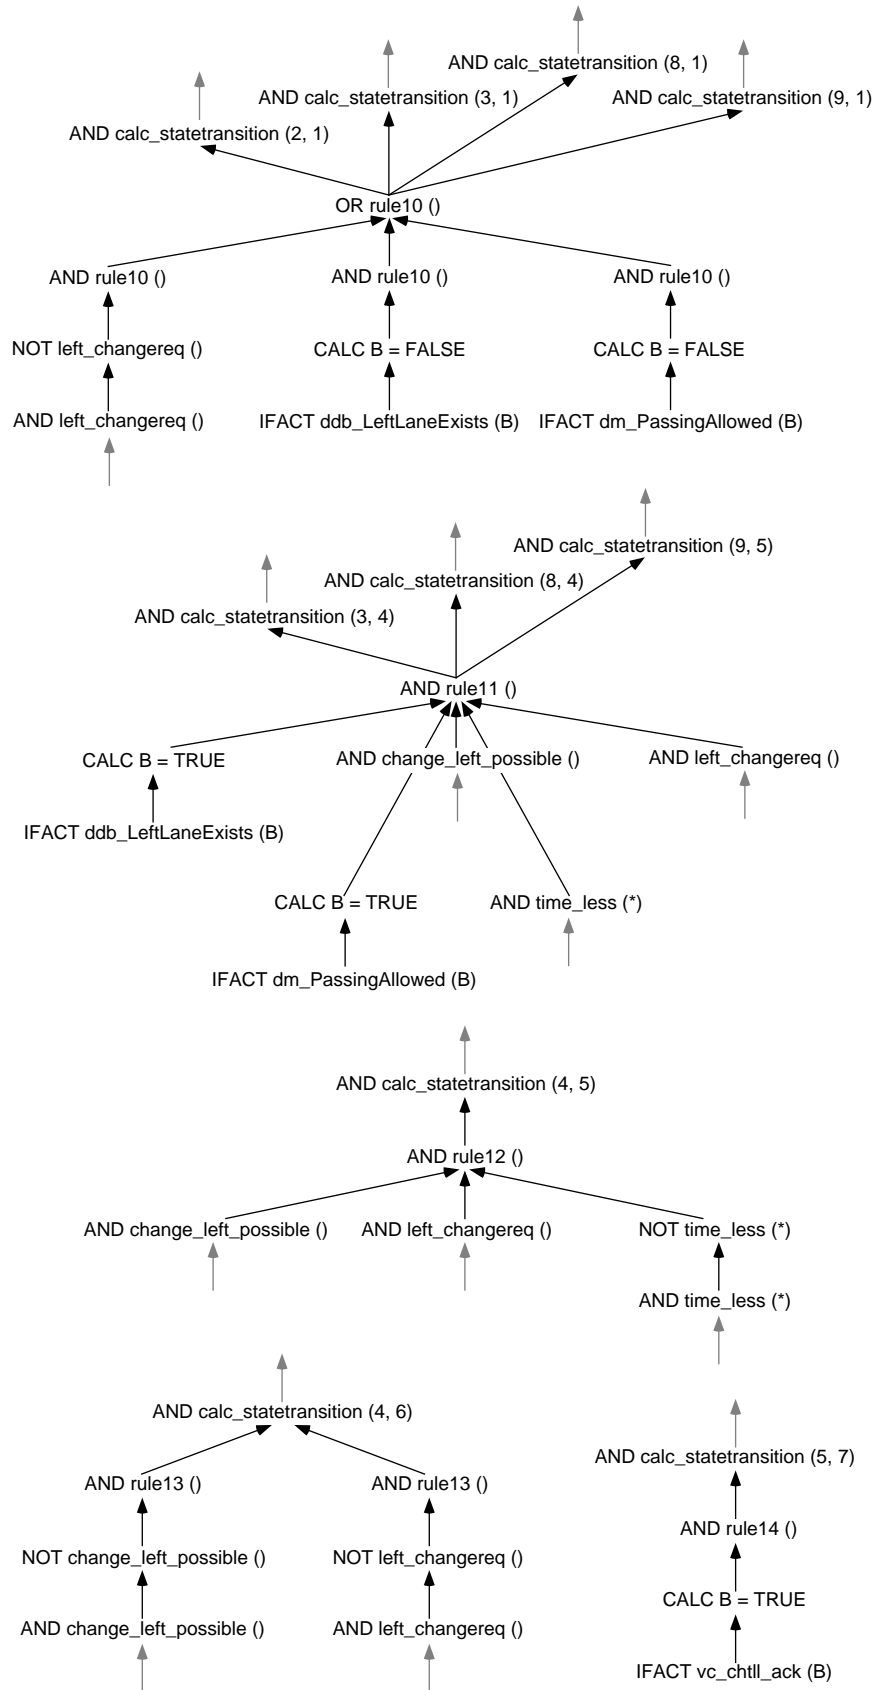 AND calc_statetransition (8, 1)
AND calc_statetransition (3, 1)
AND calc_statetransition (9, 1)
AND calc_statetransition (2, 1)
OR rule10 ()
AND rule10 ()
AND rule10 ()
AND rule10 ()
NOT left_changereq ()
CALC B = FALSE
CALC B = FALSE
AND left_changereq ()
IFACT ddb_LeftLaneExists (B)
IFACT dm_PassingAllowed (B)
AND calc_statetransition (9, 5)
AND calc_statetransition (8, 4)
AND calc_statetransition (3, 4)
AND rule11 ()
CALC B = TRUE
AND change_left_possible ()
AND left_changereq ()
IFACT ddb_LeftLaneExists (B)
CALC B = TRUE
AND time_less (*)
IFACT dm_PassingAllowed (B)
AND calc_statetransition (4, 5)
AND rule12 ()
AND change_left_possible ()
AND left_changereq ()
NOT time_less (*)
AND time_less (*)
AND calc_statetransition (4, 6)
AND rule13 ()
AND rule13 ()
NOT change_left_possible ()
NOT left_changereq ()
AND change_left_possible ()
AND left_changereq ()
AND calc_statetransition (5, 7)
AND rule14 ()
CALC B = TRUE
IFACT vc_chtll_ack (B)